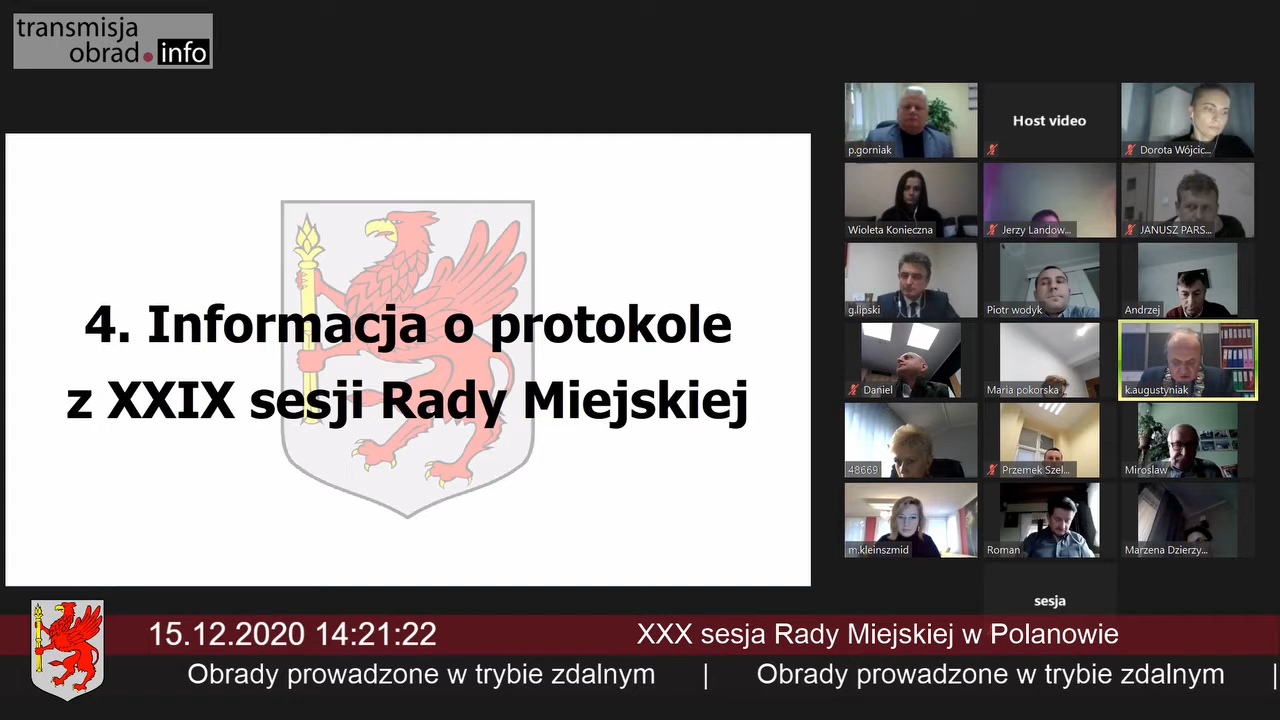 transmisja
obrad.info
4. Informacja o protokole
z XXIX sesji Rady Miejskiej
p.gorniak
Host video
Dorota Wójcic...
Wioleta Konieczna
Jerzy Landow...
JANUSZ PARS...
g.lipski
Piotr wodyk
Andrzej
Daniel
Maria pokorska
k.augustyniak
48669
Przemek Szel...
Miroslaw
m.kleinszmid
Roman
Marzena Dzierzy...
sesja
15.12.2020 14:21:22
XXX sesja Rady Miejskiej w Polanowie
Obrady prowadzone w trybie zdalnym | Obrady prowadzone w trybie zdalnym |